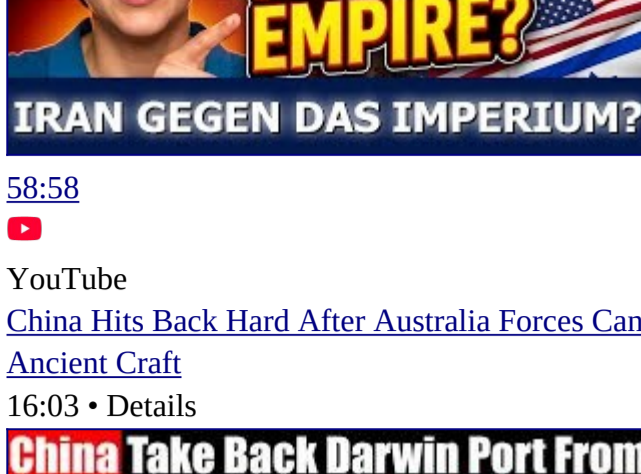 EMPIRE?
IRAN GEGEN DAS IMPERIUM?
58:58
YouTube
China Hits Back Hard After Australia Forces Can
Ancient Craft
16:03 • Details
China Take Back Darwin Port From